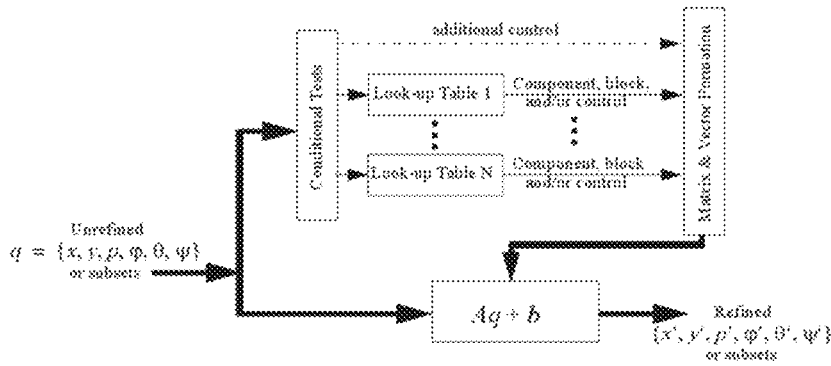 additional control
Conditional Tests
Look-up Table 1
Component, block,
and/or control
Look-up Table N
Component, block
and/or control
Matrix & Vector Formation
Unrefined
q = {x, y, p, φ, θ, ψ}
or subsets
Aq + b
Refined
{x', y', p', φ', θ', ψ'}
or subsets